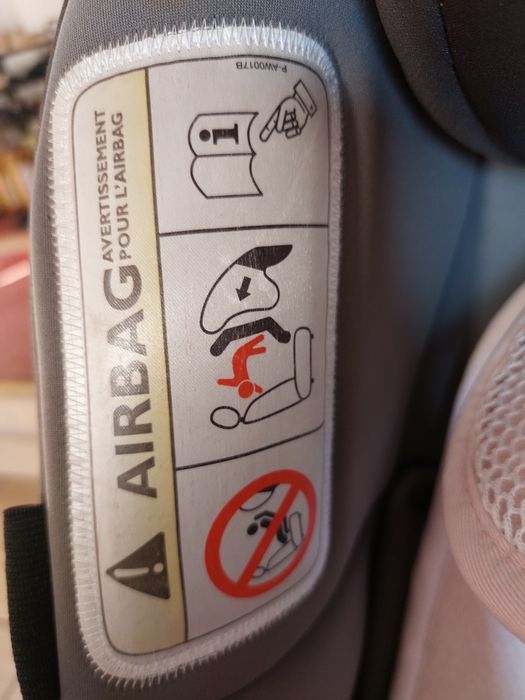 AIRBAG
AVERTISSEMENT
POUR L'AIRBAG
P-AW0017B
i